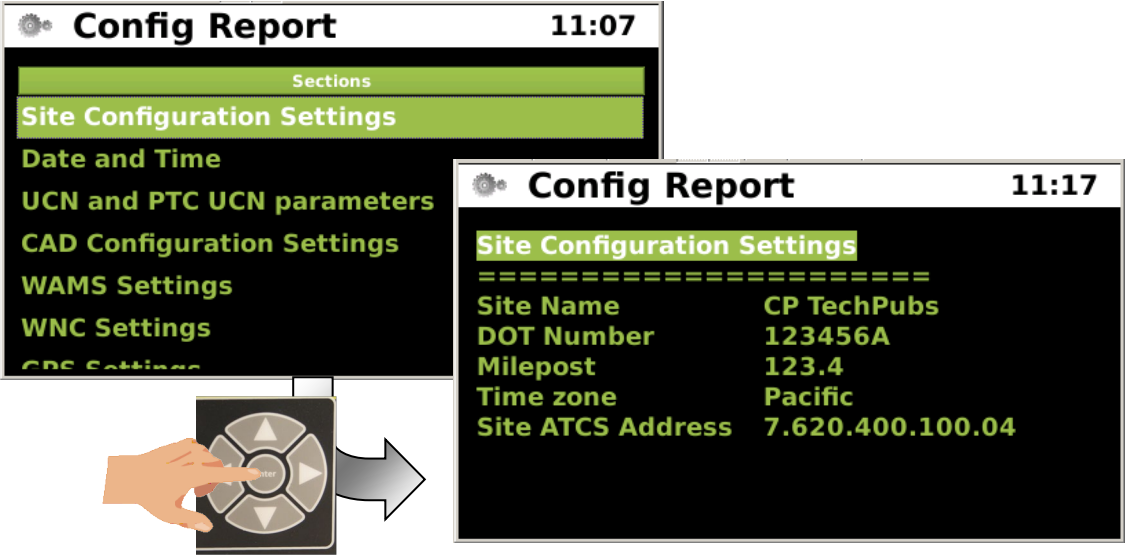 Config Report 11:07
Sections
Site Configuration Settings
Date and Time
UCN and PTC UCN parameters
CAD Configuration Settings
WAMS Settings
WNC Settings
GPS Settings
Config Report 11:17
Site Configuration Settings
======================
Site Name CP TechPubs
DOT Number 123456A
Milepost 123.4
Time zone Pacific
Site ATCS Address 7.620.400.100.04